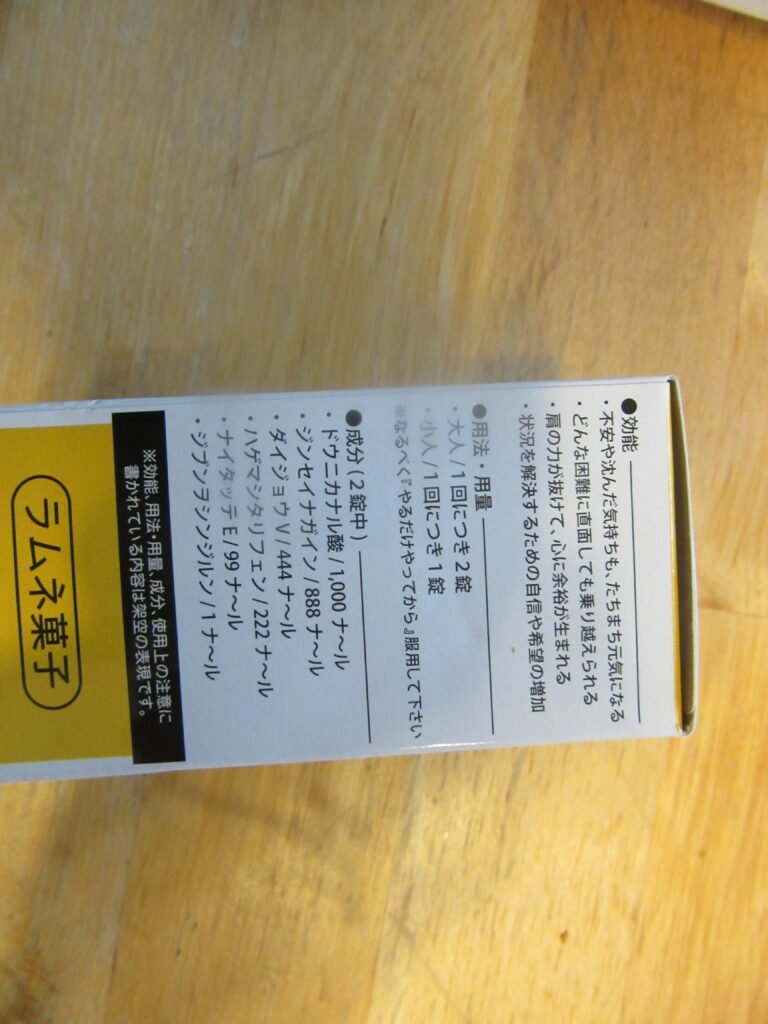 ●効能
・不安や沈んだ気持ちも、たちまち元気になる
・どんな困難に直面しても乗り越えられる
・肩の力が抜けて、心に余裕が生まれる
・状況を解決するための自信や希望の増加
●用法・用量
・大人/1回につき2錠
・小人/1回につき1錠
※なるべく『やるだけやってから』服用して下さい
●成分(2錠中)
・ドウニカナル酸/1,000ナ〜ル
・ジンセイナガイン/888ナ〜ル
・ダイジョウV/444ナ〜ル
・ハゲマシタリフェン/222ナ〜ル
・ナイタッテE/99ナ〜ル
・ジブンヲシンジルン/1ナ〜ル
※効能、用法・用量、成分、使用上の注意に
書かれている内容は架空の表現です。
ラムネ菓子